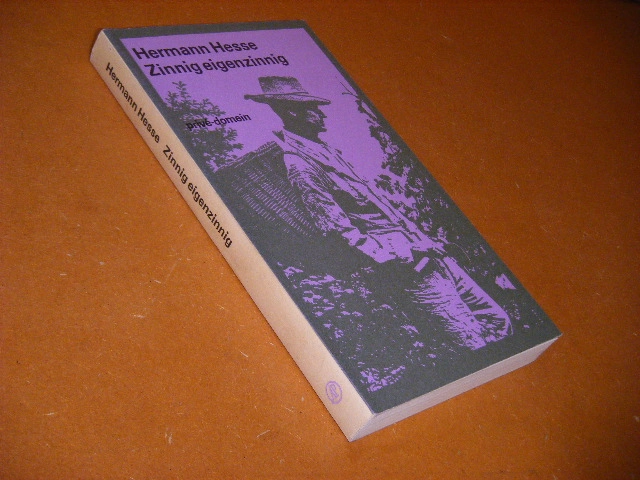 Hermann Hesse
Zinnig eigenzinnig
privé-domein
Hermann Hesse Zinnig eigenzinnig